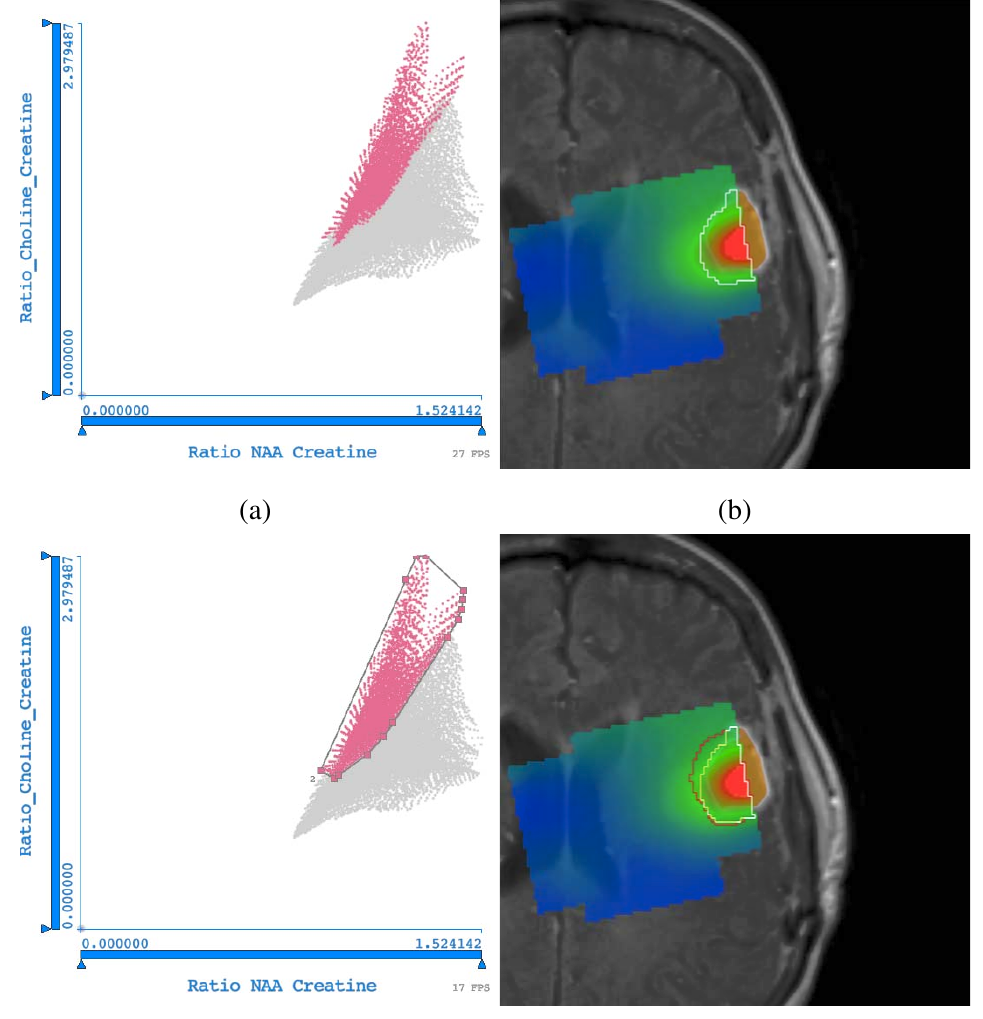 2.979487
Ratio_Choline_Creatine
0.000000
0.000000 1.524142
Ratio NAA Creatine
27 FPS
(a)
(b)
2.979487
Ratio_Choline_Creatine
2
0.000000
0.000000 1.524142
Ratio NAA Creatine
17 FPS